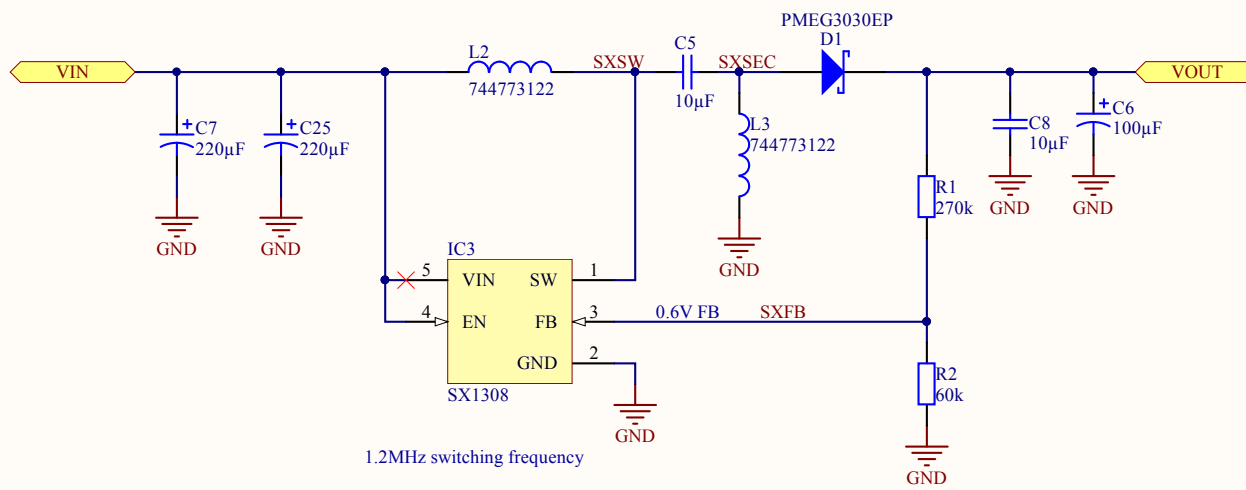 PMEG3030EP
D1
VIN
L2
744773122
SXSW
C5
10µF
SXSEC
VOUT
+
C7
220µF
+
C25
220µF
L3
744773122
C8
10µF
+
C6
100µF
GND
GND
GND
GND
GND
R1
270k
IC3
5
VIN
SW
1
4
EN
FB
3
0.6V FB
SXFB
GND
2
SX1308
R2
60k
GND
GND
1.2MHz switching frequency